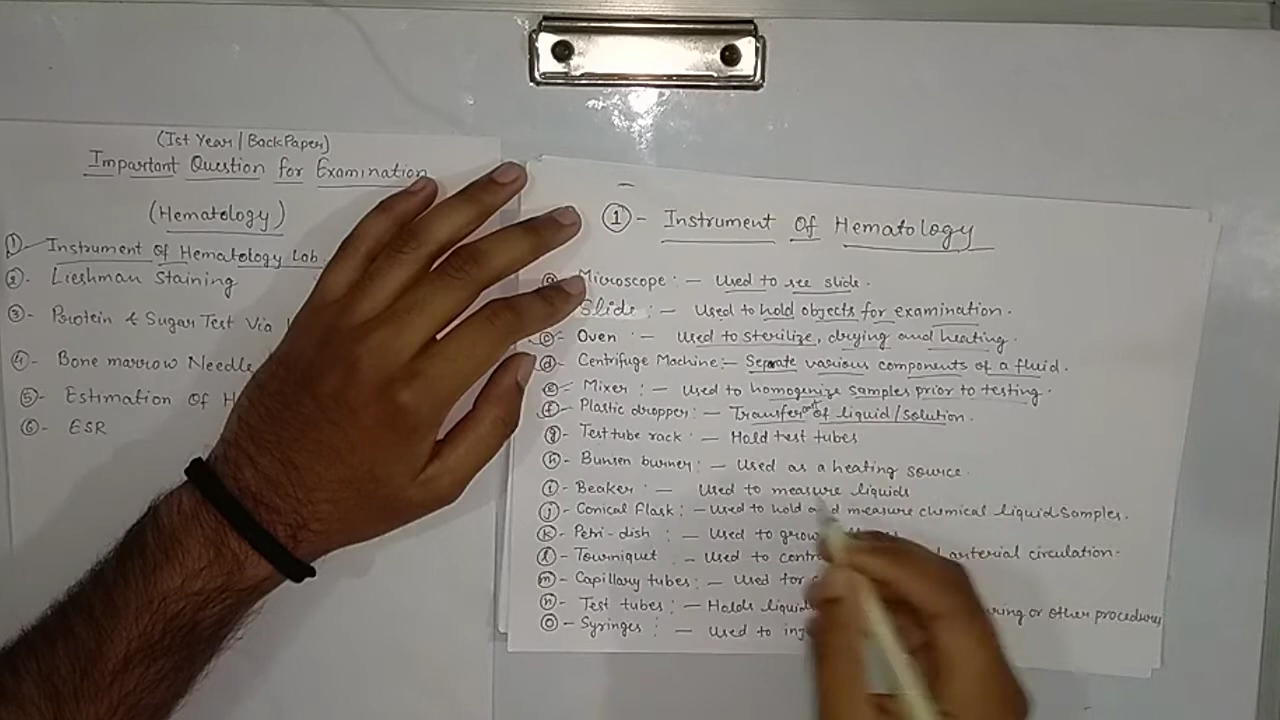 (Ist Year / Back Paper)
Important Question for Examination
(Hematology)
①- Instrument Of Hematology Lab.
②- Lieshman Staining
③- Protein & Sugar Test Via
④- Bone marrow Needle
⑤- Estimation Of H
⑥- ESR
①- Instrument Of Hematology
Microscope :- Used to see slide.
Slide :- Used to hold objects for examination.
ⓒ- Oven :- Used to sterilize, drying and heating.
ⓓ- Centrifuge Machine :- Separate various components of a fluid.
ⓔ- Mixer :- Used to homogenize samples prior to testing.
ⓕ- Plastic dropper :- Transfer of liquid/solution.
ⓖ- Test tube rack :- Hold test tubes
ⓗ- Bunsen burner :- Used as a heating source.
ⓘ- Beaker :- Used to measure liquids
ⓙ- Conical Flask :- Used to hold and measure chemical liquid samples.
ⓚ- Petri-dish :- Used to grow
ⓛ- Tourniquet :- Used to contr arterial circulation.
ⓜ- Capillary tubes :- Used for
ⓝ- Test tubes :- Holds liquid uring or other procedures
ⓞ- Syringes :- Used to inj